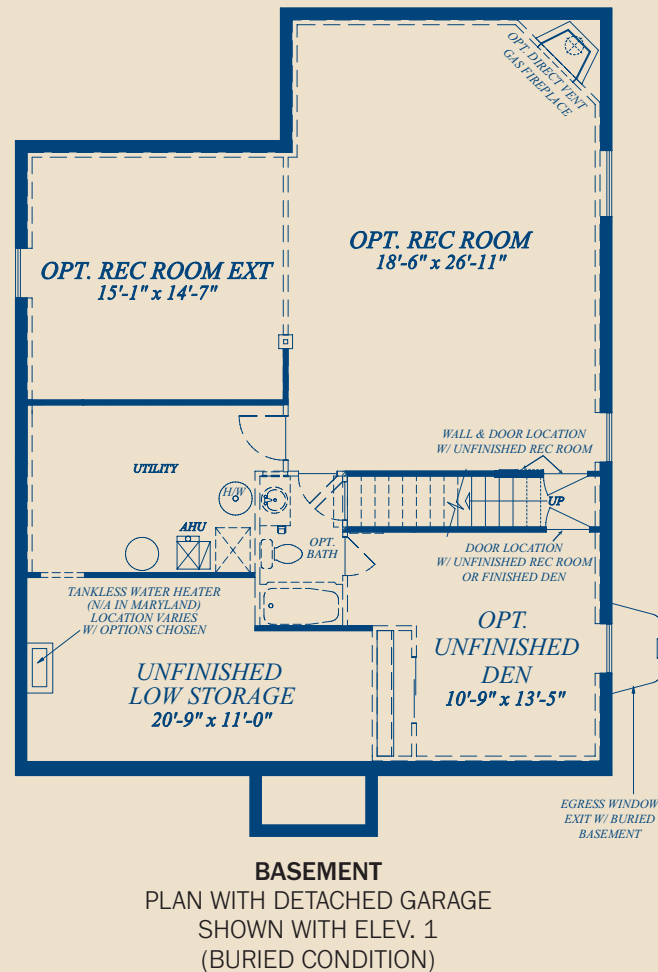 OPT. DIRECT VENT
GAS FIREPLACE
OPT. REC ROOM
18'-6" x 26'-11"
OPT. REC ROOM EXT
15'-1" x 14'-7"
WALL & DOOR LOCATION
W/ UNFINISHED REC ROOM
UTILITY
H/W
UP
AHU
OPT.
BATH
DOOR LOCATION
W/ UNFINISHED REC ROOM
OR FINISHED DEN
TANKLESS WATER HEATER
(N/A IN MARYLAND)
LOCATION VARIES
W/ OPTIONS CHOSEN
OPT.
UNFINISHED
DEN
10'-9" x 13'-5"
UNFINISHED
LOW STORAGE
20'-9" x 11'-0"
EGRESS WINDOW
EXIT W/ BURIED
BASEMENT
BASEMENT
PLAN WITH DETACHED GARAGE
SHOWN WITH ELEV. 1
(BURIED CONDITION)